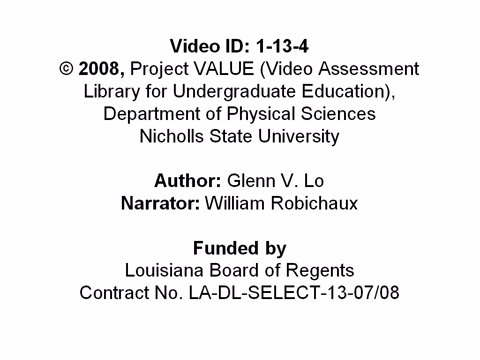 Video ID: 1-13-4
© 2008, Project VALUE (Video Assessment
Library for Undergraduate Education),
Department of Physical Sciences
Nicholls State University
Author: Glenn V. Lo
Narrator: William Robichaux
Funded by
Louisiana Board of Regents
Contract No. LA-DL-SELECT-13-07/08